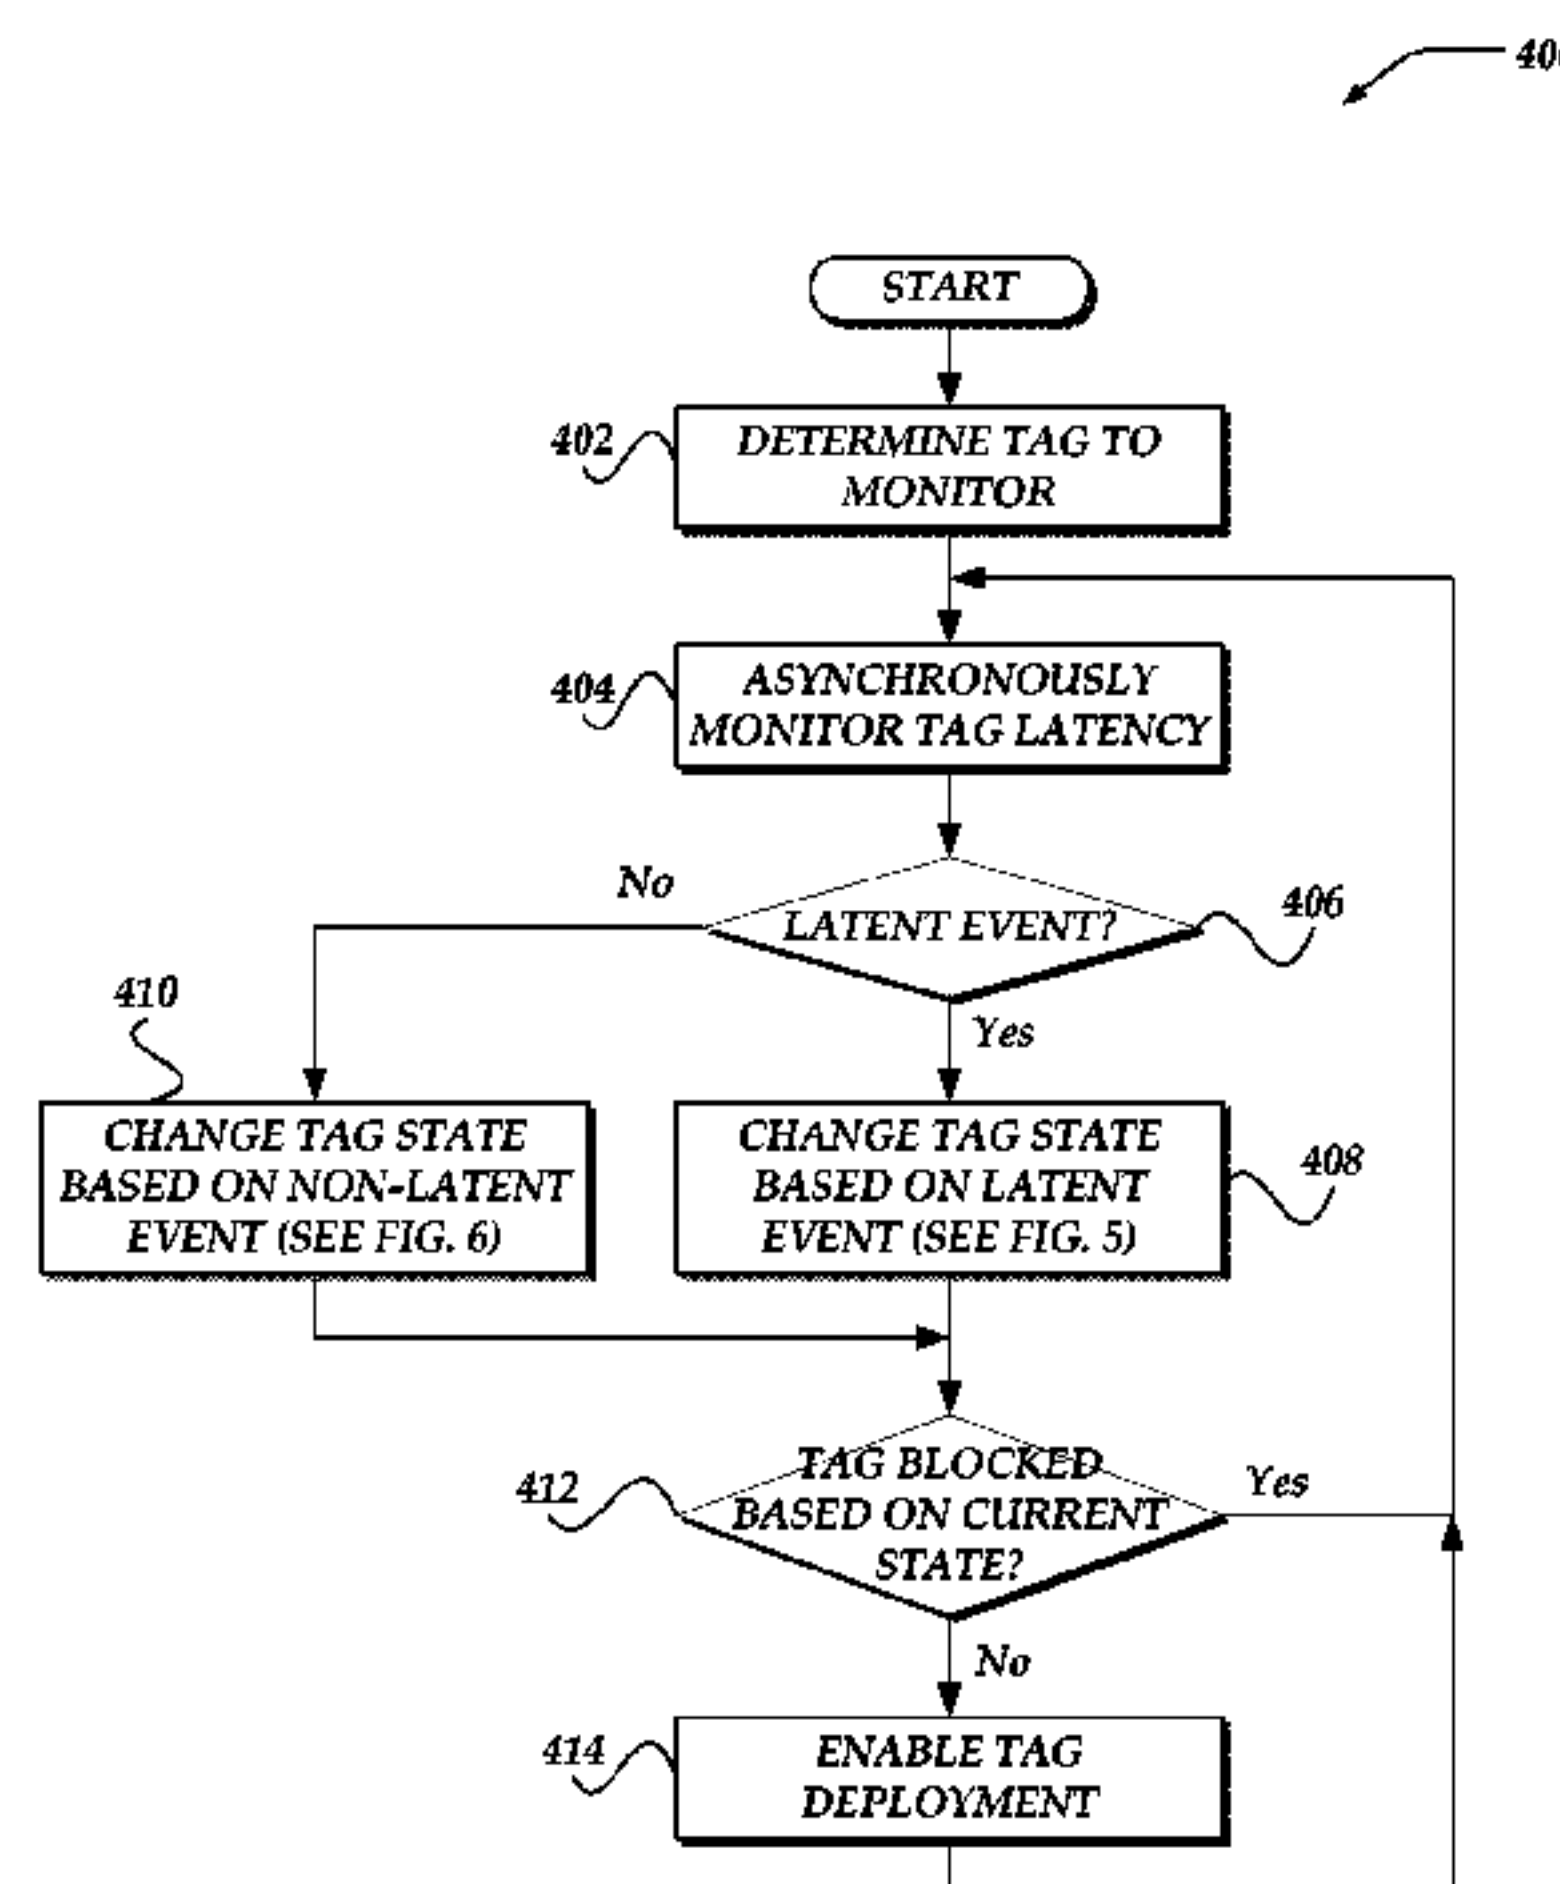 START
402
DETERMINE TAG TO
MONITOR
404
ASYNCHRONOUSLY
MONITOR TAG LATENCY
No
LATENT EVENT?
406
Yes
410
CHANGE TAG STATE
BASED ON NON-LATENT
EVENT (SEE FIG. 6)
CHANGE TAG STATE
BASED ON LATENT
EVENT (SEE FIG. 5)
408
412
TAG BLOCKED
BASED ON CURRENT
STATE?
Yes
No
414
ENABLE TAG
DEPLOYMENT